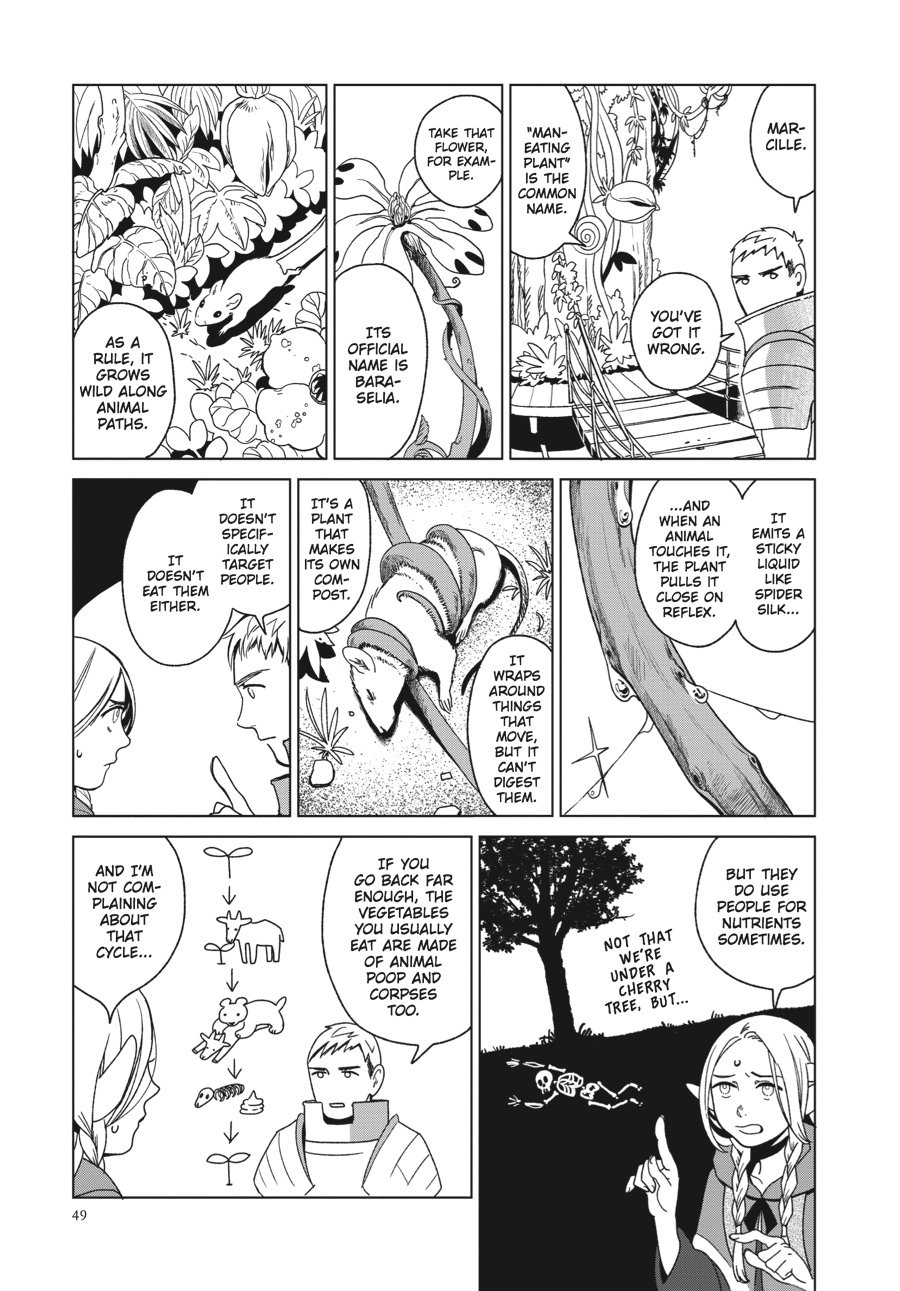 MAR-
CILLE.
YOU'VE
GOT IT
WRONG.
"MAN-
EATING
PLANT"
IS THE
COMMON
NAME.
TAKE THAT
FLOWER,
FOR EXAM-
PLE.
ITS
OFFICIAL
NAME IS
BARA-
SELIA.
AS A
RULE, IT
GROWS
WILD ALONG
ANIMAL
PATHS.
IT
EMITS A
STICKY
LIQUID
LIKE
SPIDER
SILK...
...AND
WHEN AN
ANIMAL
TOUCHES IT,
THE PLANT
PULLS IT
CLOSE ON
REFLEX.
IT'S A
PLANT
THAT
MAKES
ITS OWN
COM-
POST.
IT
WRAPS
AROUND
THINGS
THAT
MOVE,
BUT IT
CAN'T
DIGEST
THEM.
IT
DOESN'T
SPECIF-
ICALLY
TARGET
PEOPLE.
IT
DOESN'T
EAT THEM
EITHER.
BUT THEY
DO USE
PEOPLE FOR
NUTRIENTS
SOMETIMES.
NOT THAT
WE'RE
UNDER A
CHERRY
TREE, BUT...
IF YOU
GO BACK FAR
ENOUGH, THE
VEGETABLES
YOU USUALLY
EAT ARE MADE
OF ANIMAL
POOP AND
CORPSES
TOO.
AND I'M
NOT COM-
PLAINING
ABOUT
THAT
CYCLE...
49